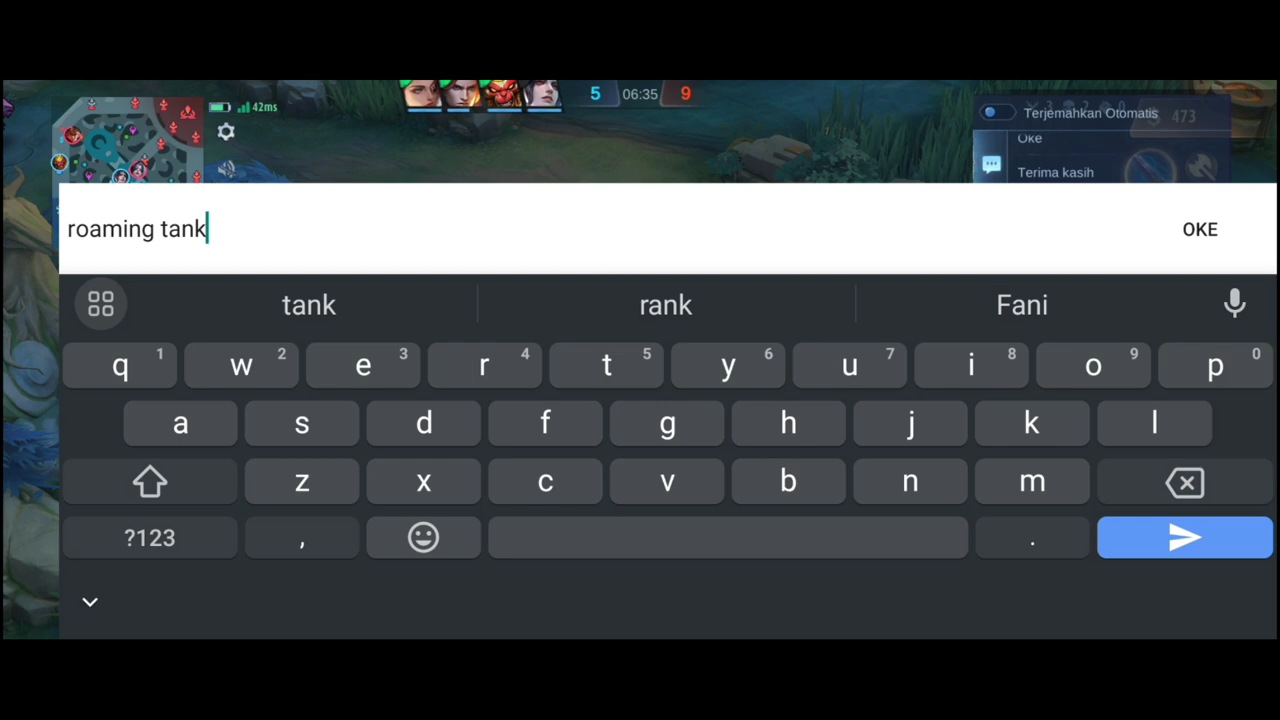 42ms
5 06:35 9
Terjemahkan Otomatis
473
Oke
Terima kasih
roaming tank
OKE
tank rank Fani
q 1 w 2 e 3 r 4 t 5 y 6 u 7 i 8 o 9 p 0
a s d f g h j k l
z x c v b n m
?123 , .